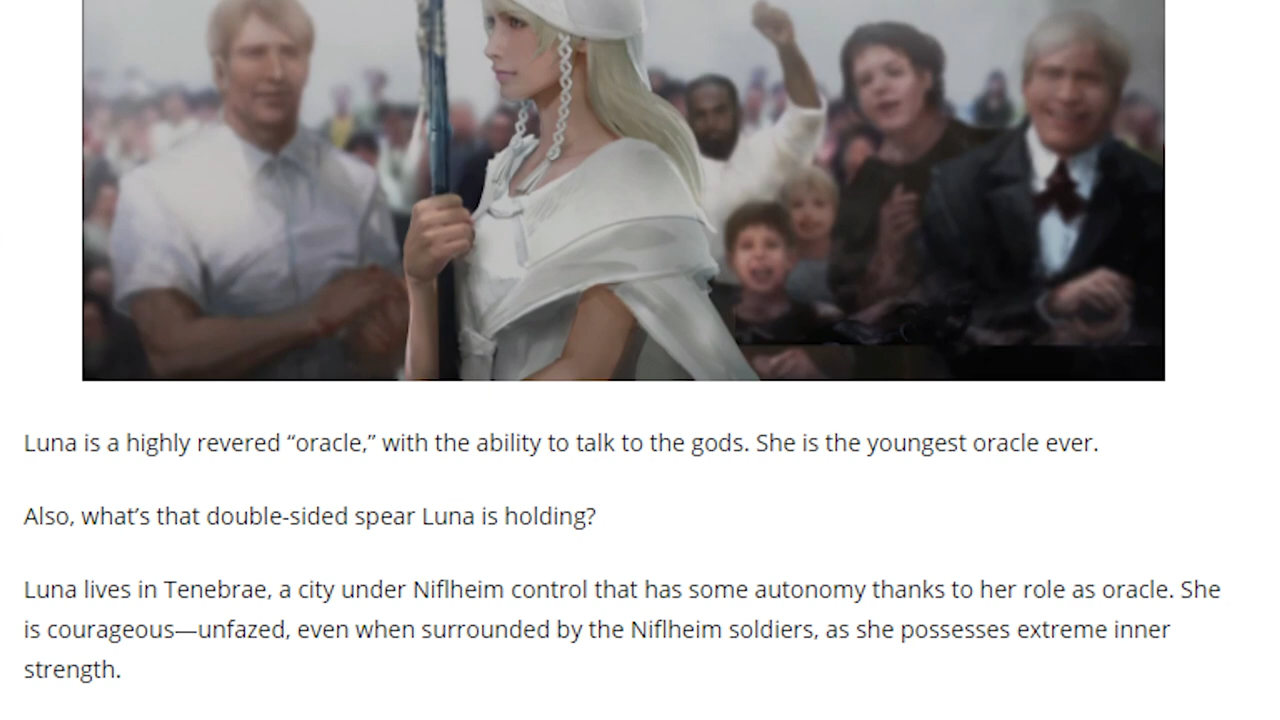 Luna is a highly revered “oracle,” with the ability to talk to the gods. She is the youngest oracle ever.
Also, what’s that double-sided spear Luna is holding?
Luna lives in Tenebrae, a city under Niflheim control that has some autonomy thanks to her role as oracle. She
is courageous—unfazed, even when surrounded by the Niflheim soldiers, as she possesses extreme inner
strength.